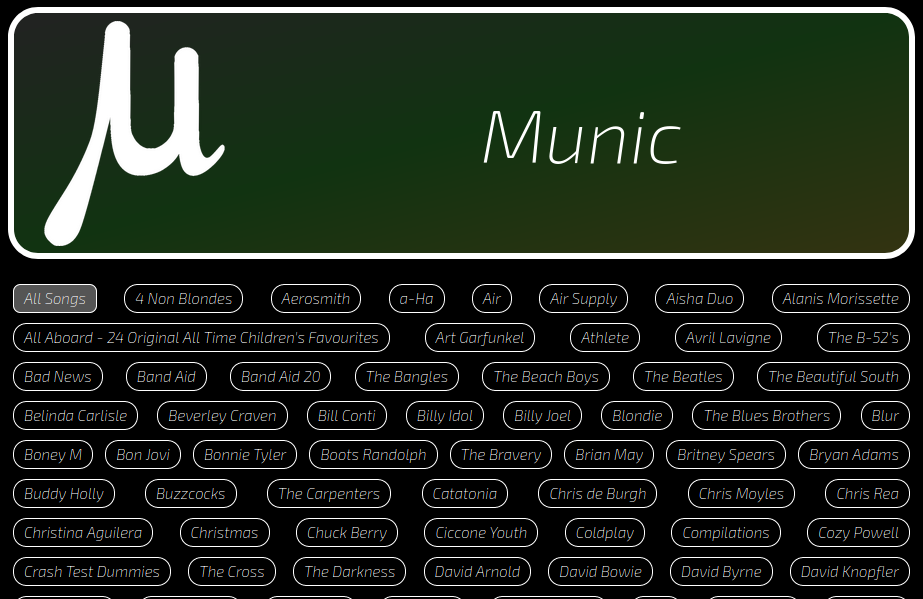 µ
Munic
All Songs 4 Non Blondes Aerosmith a-Ha Air Air Supply Aisha Duo Alanis Morissette
All Aboard - 24 Original All Time Children's Favourites Art Garfunkel Athlete Avril Lavigne The B-52's
Bad News Band Aid Band Aid 20 The Bangles The Beach Boys The Beatles The Beautiful South
Belinda Carlisle Beverley Craven Bill Conti Billy Idol Billy Joel Blondie The Blues Brothers Blur
Boney M Bon Jovi Bonnie Tyler Boots Randolph The Bravery Brian May Britney Spears Bryan Adams
Buddy Holly Buzzcocks The Carpenters Catatonia Chris de Burgh Chris Moyles Chris Rea
Christina Aguilera Christmas Chuck Berry Ciccone Youth Coldplay Compilations Cozy Powell
Crash Test Dummies The Cross The Darkness David Arnold David Bowie David Byrne David Knopfler